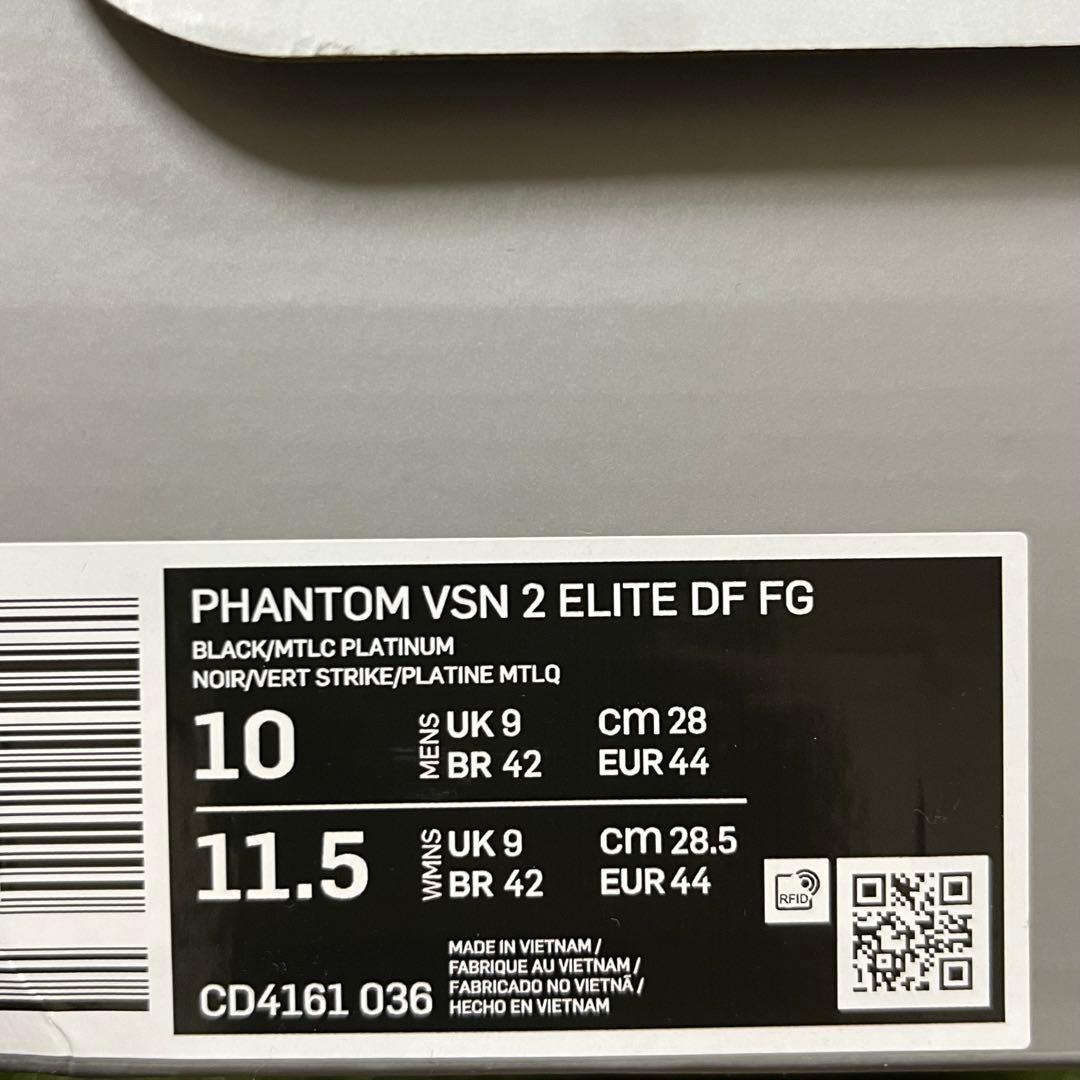 PHANTOM VSN 2 ELITE DF FG
BLACK/MTLC PLATINUM
NOIR/VERT STRIKE/PLATINE MTLQ
10 MENS UK 9 cm 28
BR 42 EUR 44
11.5 WMNS UK 9 cm 28.5
BR 42 EUR 44
RFID
MADE IN VIETNAM /
FABRIQUE AU VIETNAM /
FABRICADO NO VIETNÃ /
HECHO EN VIETNAM
CD4161 036